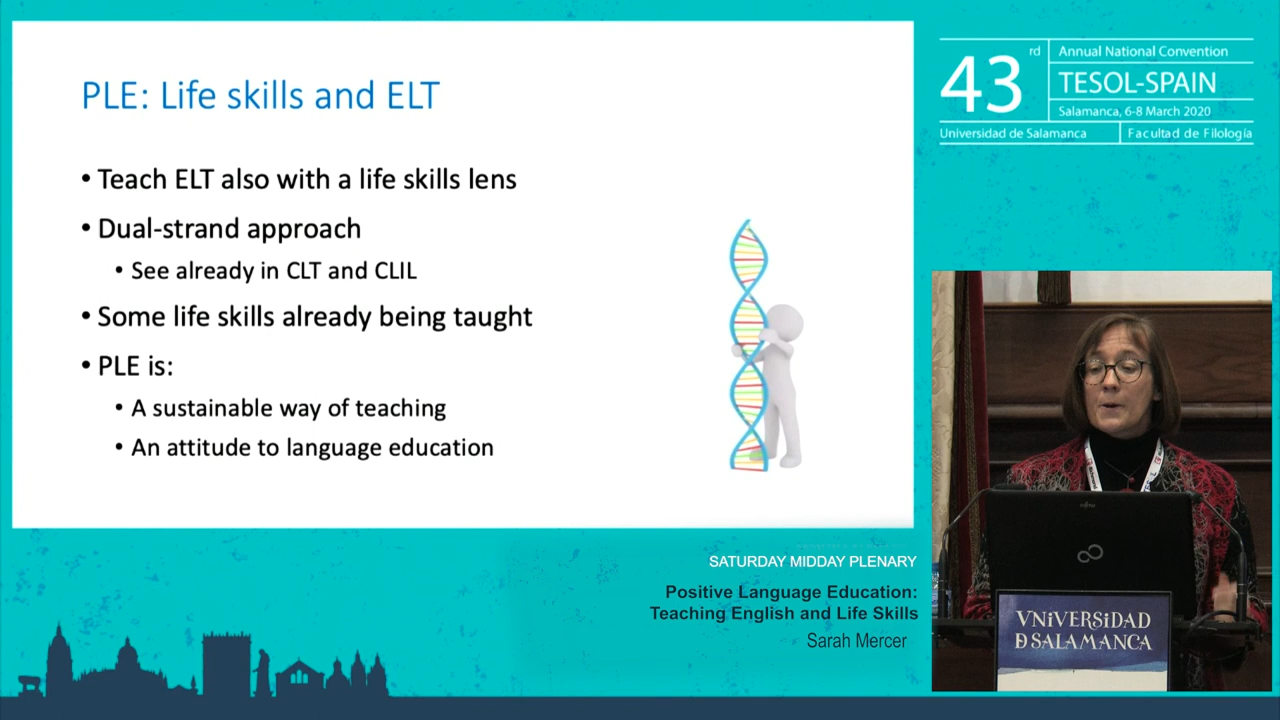 PLE: Life skills and ELT
• Teach ELT also with a life skills lens
• Dual-strand approach
• See already in CLT and CLIL
• Some life skills already being taught
• PLE is:
• A sustainable way of teaching
• An attitude to language education
43rd
Annual National Convention
TESOL-SPAIN
Salamanca, 6-8 March 2020
Universidad de Salamanca
Facultad de Filología
SATURDAY MIDDAY PLENARY
Positive Language Education:
Teaching English and Life Skills
Sarah Mercer
VNiVERSiDAD
Ð SALAMANCA